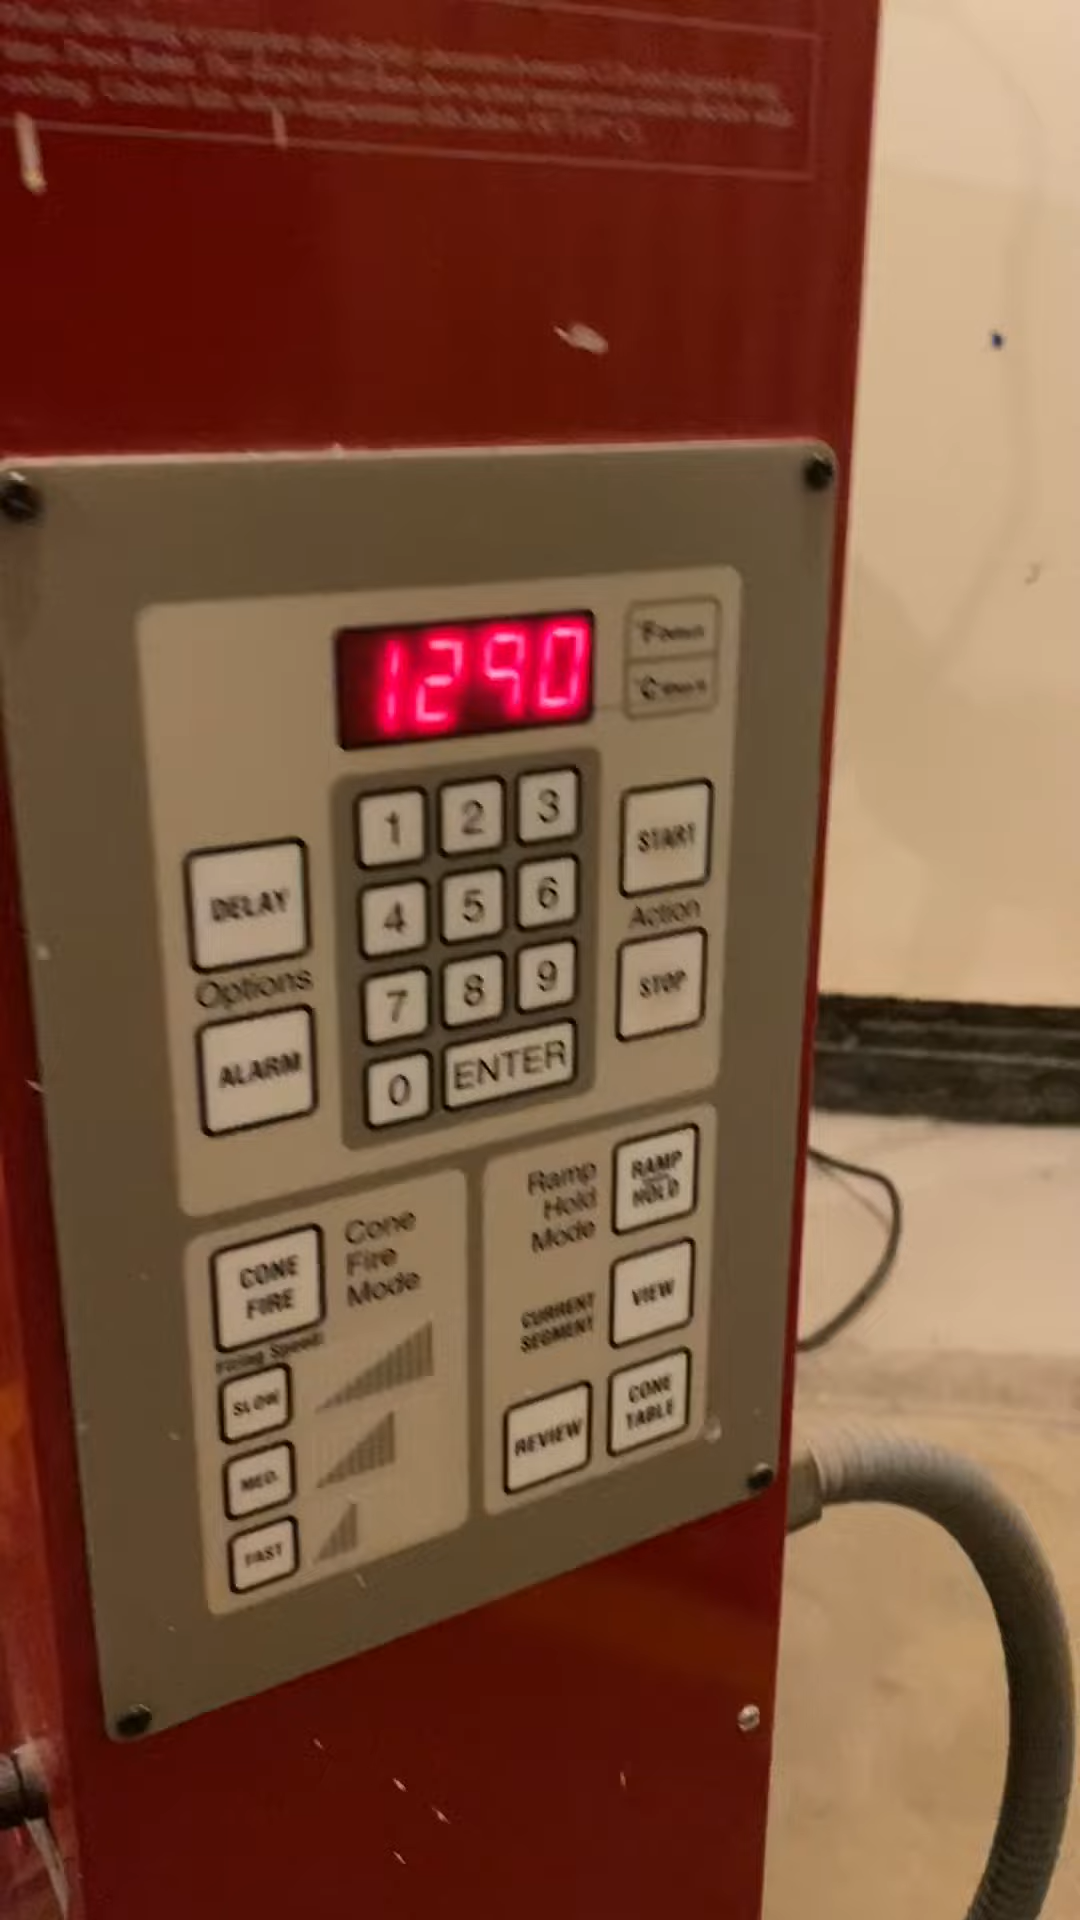 1290
1 2 3
START
DELAY
4 5 6
Action
Options
7 8 9
STOP
ALARM
0 ENTER
CONE
FIRE
Cone
Fire
Mode
Firing Speed:
SLOW
MED.
FAST
Ramp
Hold
Mode
RAMP
HOLD
CURRENT
SEGMENT
VIEW
REVIEW
CONE
TABLE